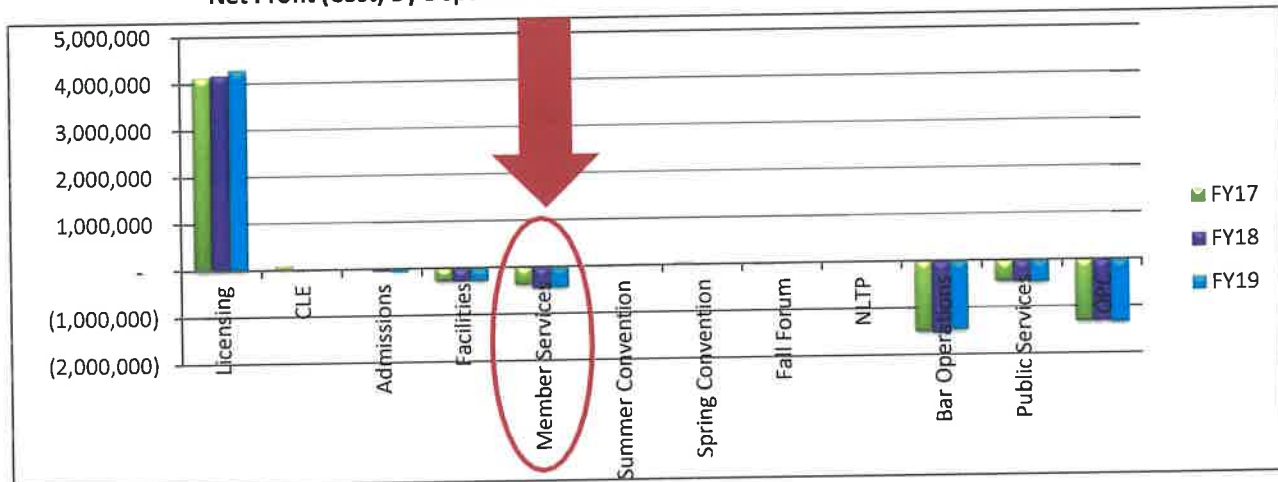 5,000,000
4,000,000
3,000,000
2,000,000
1,000,000
-
(1,000,000)
(2,000,000)
Licensing
CLE
Admissions
Facilities
Member Services
Summer Convention
Spring Convention
Fall Forum
NLTP
Bar Operations
Public Services
OPC
FY17
FY18
FY19